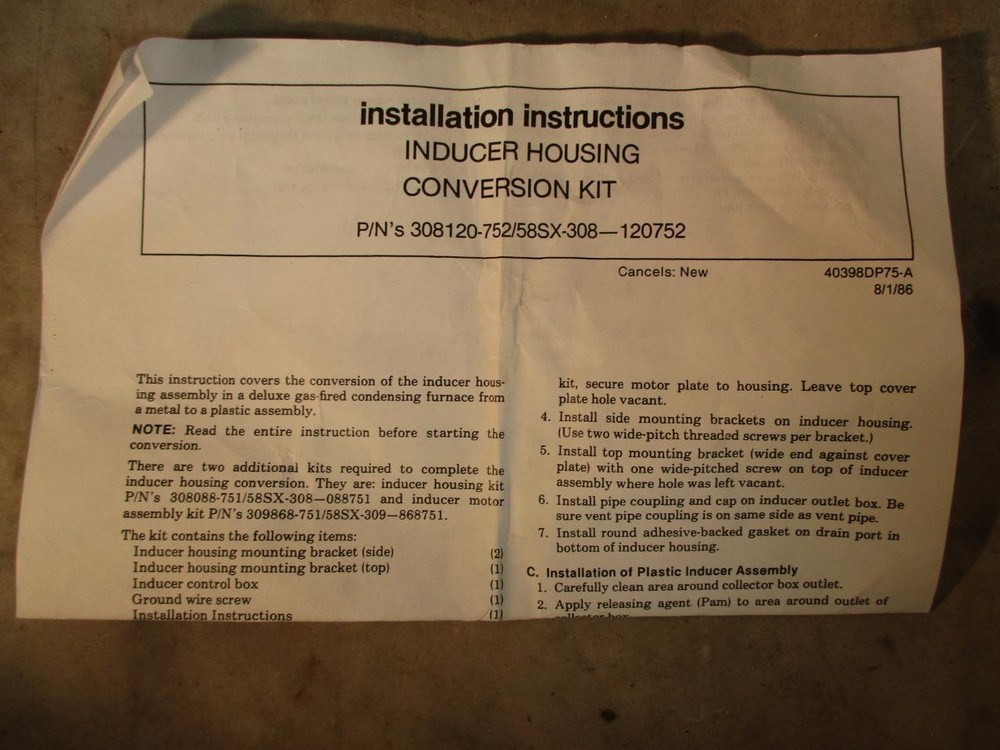 installation instructions
INDUCER HOUSING
CONVERSION KIT
P/N's 308120-752/58SX-308—120752
Cancels: New
40398DP75-A
8/1/86
This instruction covers the conversion of the inducer hous-
ing assembly in a deluxe gas-fired condensing furnace from
a metal to a plastic assembly.
NOTE: Read the entire instruction before starting the
conversion.
There are two additional kits required to complete the
inducer housing conversion. They are: inducer housing kit
P/N's 308088-751/58SX-308—088751 and inducer motor
assembly kit P/N's 309868-751/58SX-309—868751.
The kit contains the following items:
Inducer housing mounting bracket (side) (2)
Inducer housing mounting bracket (top) (1)
Inducer control box (1)
Ground wire screw (1)
Installation Instructions (1)
kit, secure motor plate to housing. Leave top cover
plate hole vacant.
4. Install side mounting brackets on inducer housing.
(Use two wide-pitch threaded screws per bracket.)
5. Install top mounting bracket (wide end against cover
plate) with one wide-pitched screw on top of inducer
assembly where hole was left vacant.
6. Install pipe coupling and cap on inducer outlet box. Be
sure vent pipe coupling is on same side as vent pipe.
7. Install round adhesive-backed gasket on drain port in
bottom of inducer housing.
C. Installation of Plastic Inducer Assembly
1. Carefully clean area around collector box outlet.
2. Apply releasing agent (Pam) to area around outlet of
collector box